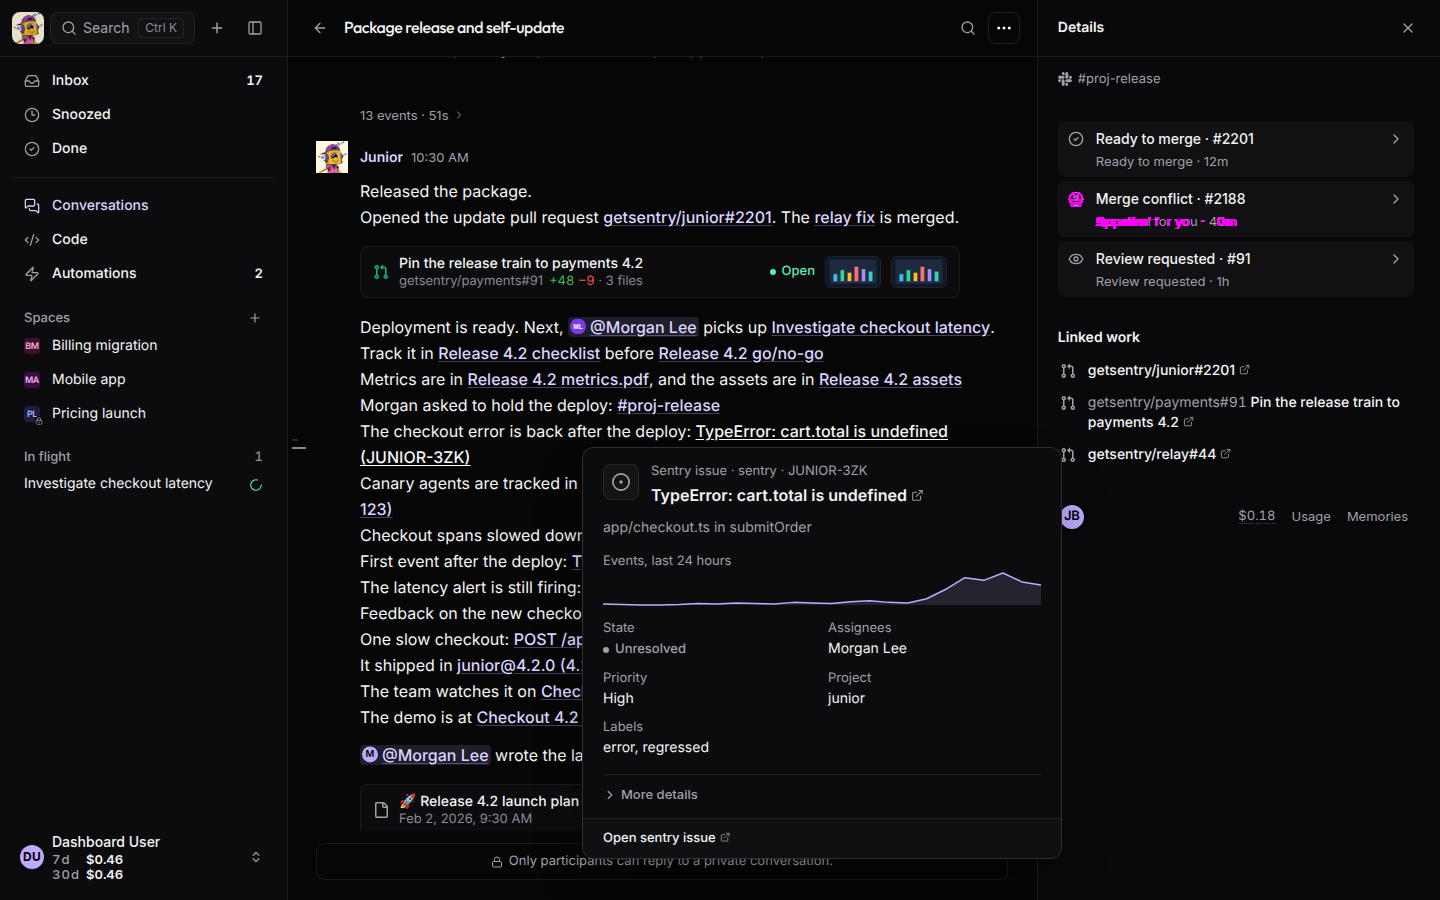 Search Ctrl K
Inbox 17
Snoozed
Done
Conversations
Code
Automations 2
Spaces
BM Billing migration
MA Mobile app
PL Pricing launch
In flight 1
Investigate checkout latency
DU Dashboard User
7d $0.46
30d $0.46
Package release and self-update
13 events · 51s
Junior 10:30 AM
Released the package.
Opened the update pull request getsentry/junior#2201. The relay fix is merged.
Pin the release train to payments 4.2
getsentry/payments#91 +48 −9 · 3 files
Open
Deployment is ready. Next, ML @Morgan Lee picks up Investigate checkout latency.
Track it in Release 4.2 checklist before Release 4.2 go/no-go
Metrics are in Release 4.2 metrics.pdf, and the assets are in Release 4.2 assets
Morgan asked to hold the deploy: #proj-release
The checkout error is back after the deploy: TypeError: cart.total is undefined
(JUNIOR-3ZK)
Canary agents are tracked in
123)
Checkout spans slowed down
First event after the deploy: T
The latency alert is still firing:
Feedback on the new checko
One slow checkout: POST /ap
It shipped in junior@4.2.0 (4.
The team watches it on Chec
The demo is at Checkout 4.2
M @Morgan Lee wrote the la
🚀 Release 4.2 launch plan
Feb 2, 2026, 9:30 AM
Only participants can reply to a private conversation.
Sentry issue · sentry · JUNIOR-3ZK
TypeError: cart.total is undefined
app/checkout.ts in submitOrder
Events, last 24 hours
State
Unresolved
Assignees
Morgan Lee
Priority
High
Project
junior
Labels
error, regressed
More details
Open sentry issue
Details
#proj-release
Ready to merge · #2201
Ready to merge · 12m
Merge conflict · #2188
for you
Review requested · #91
Review requested · 1h
Linked work
getsentry/junior#2201
getsentry/payments#91 Pin the release train to
payments 4.2
getsentry/relay#44
JB $0.18 Usage Memories